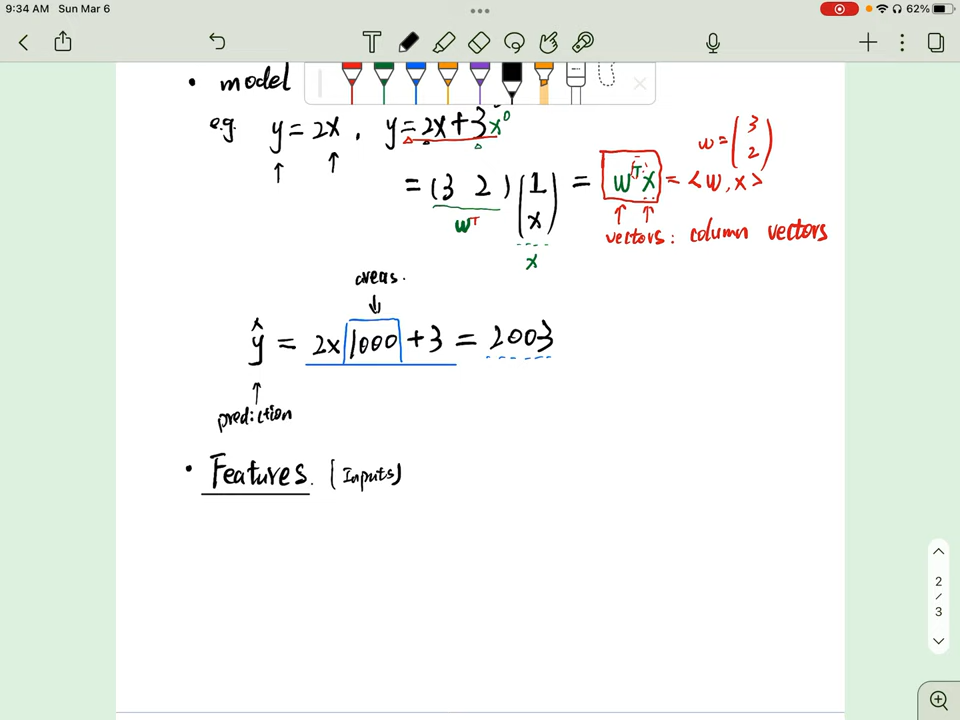 9:34 AM Sun Mar 6 62%
• model
e.g. y = 2x , y = 2x + 3x⁰
w = (3 2)
= (3 2) (1 x) = wᵀx = <w, x>
wᵀ
vectors: column vectors
x
areas.
ŷ = 2x 1000 + 3 = 2003
prediction
• Features. (Inputs)
2
/
3